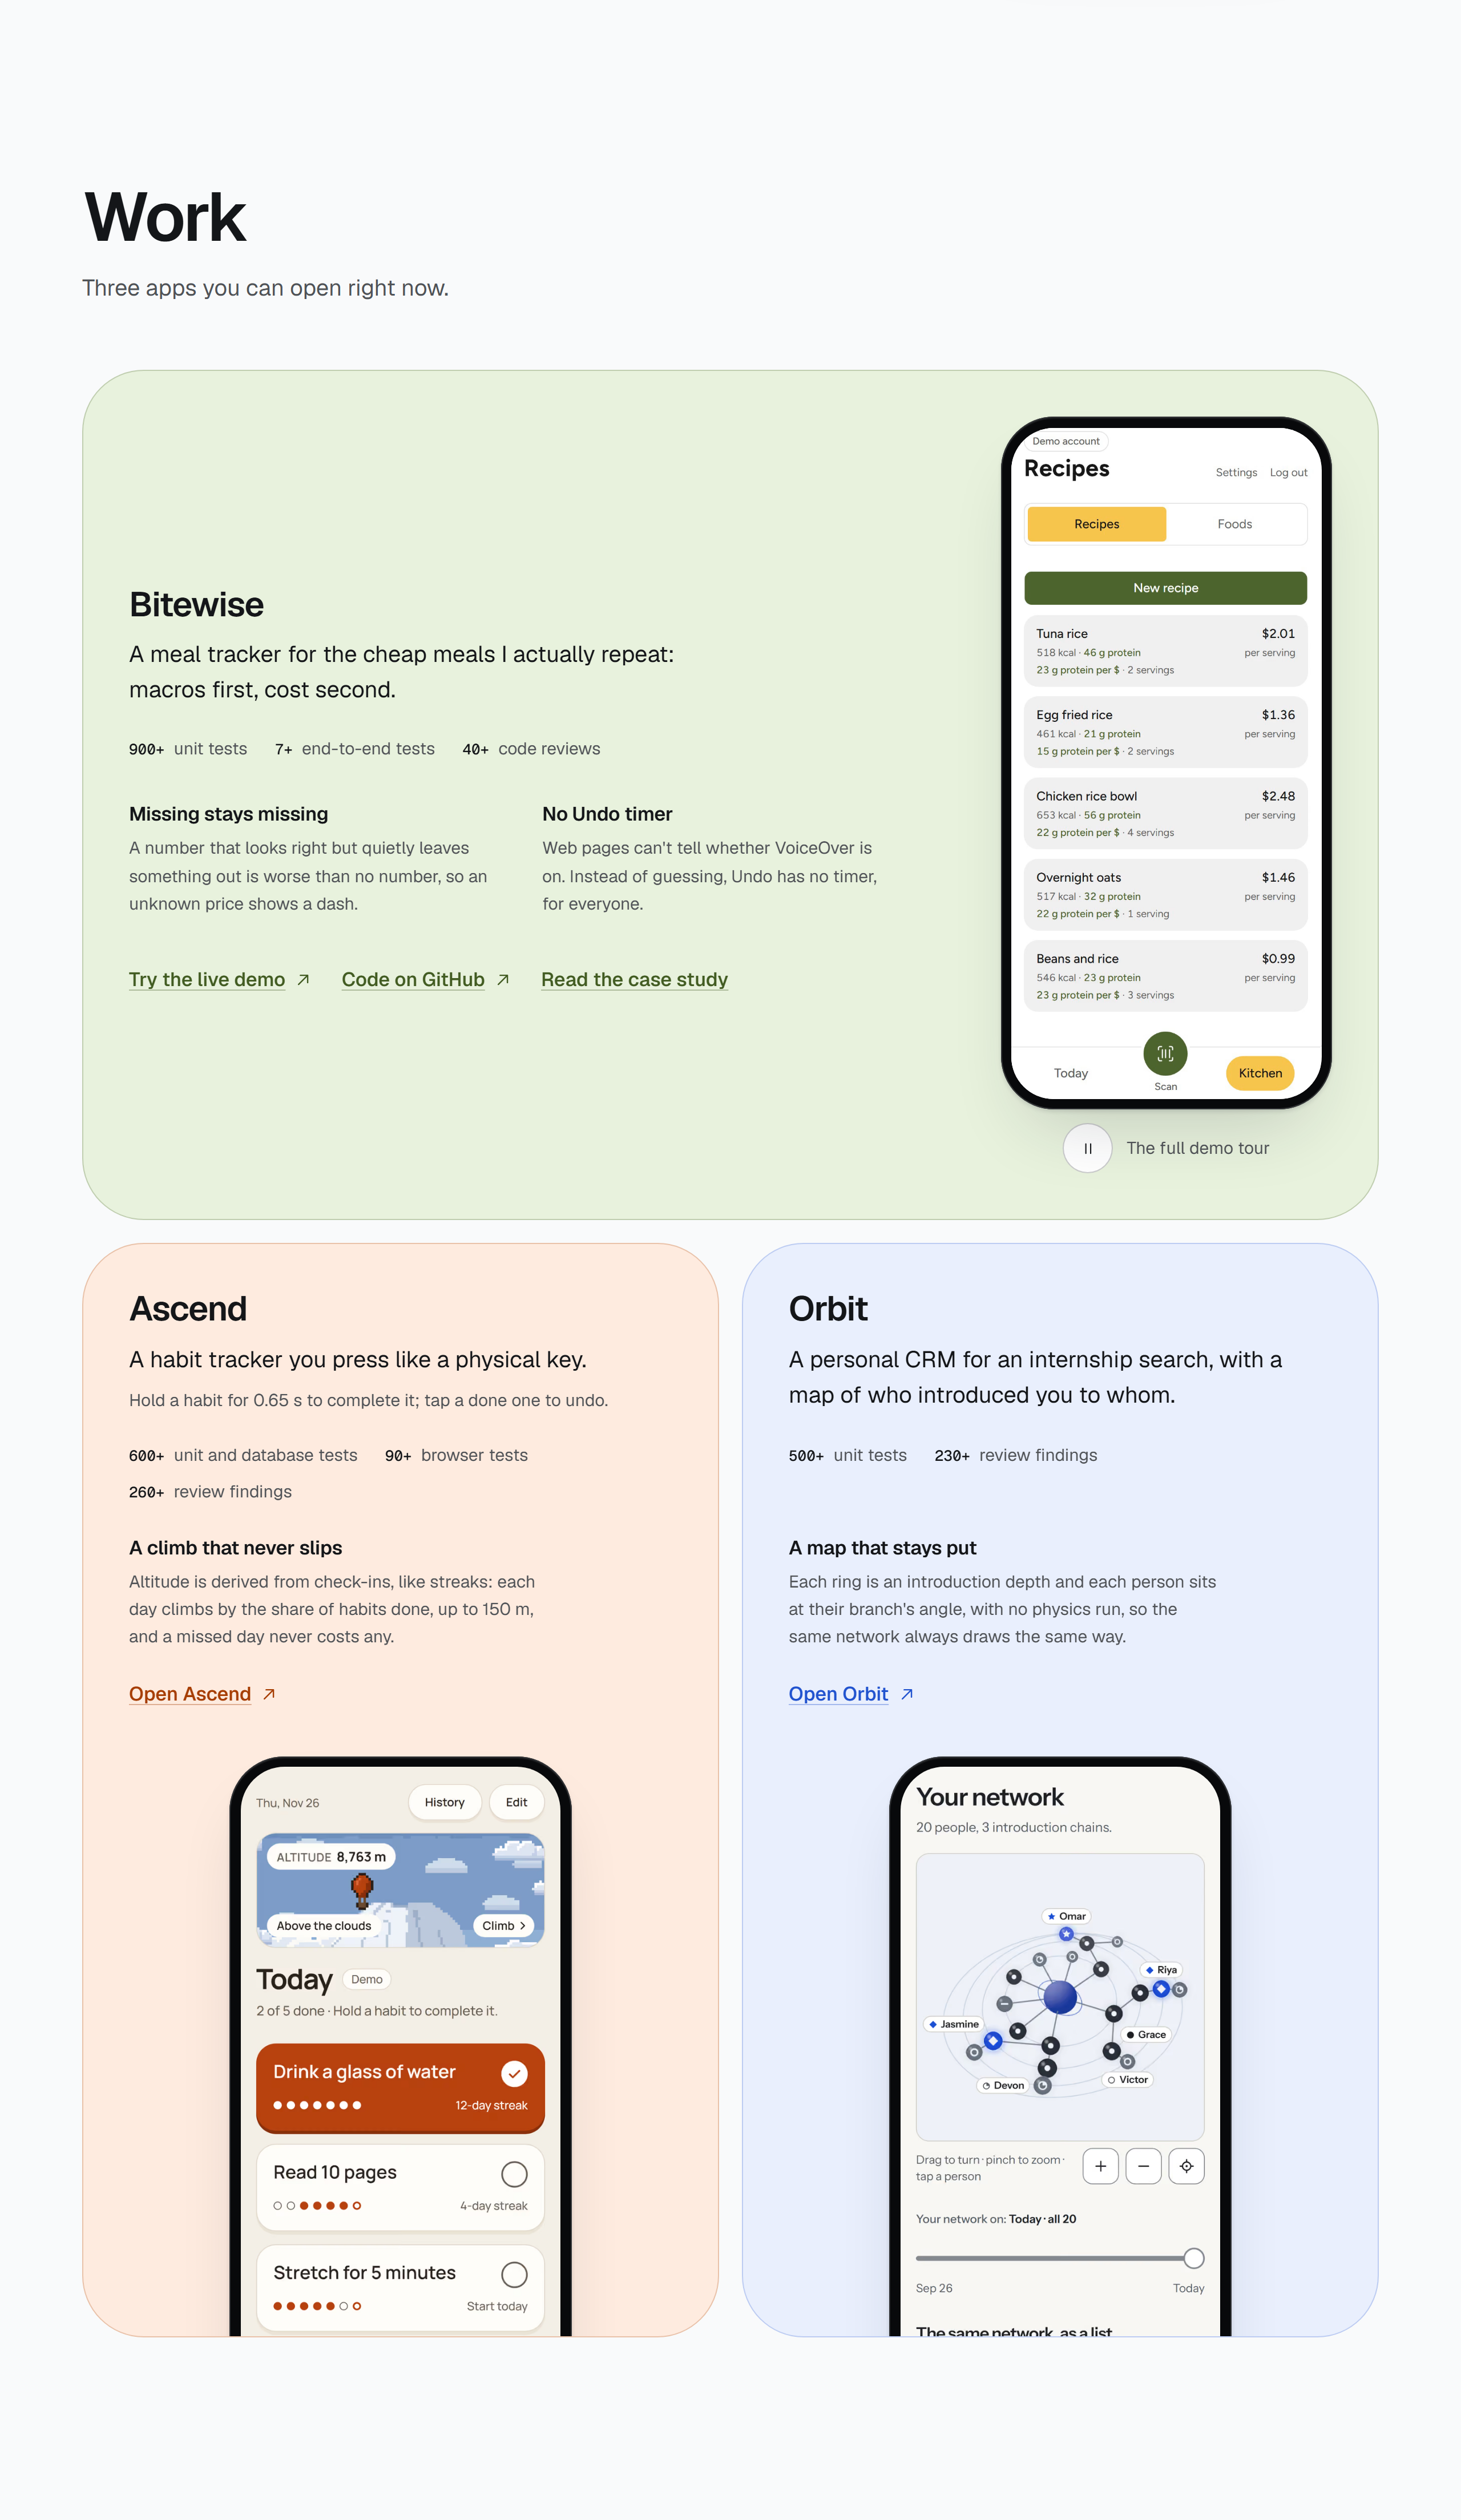 Work
Three apps you can open right now.
Bitewise
A meal tracker for the cheap meals I actually repeat:
macros first, cost second.
900+ unit tests 7+ end-to-end tests 40+ code reviews
Missing stays missing
A number that looks right but quietly leaves
something out is worse than no number, so an
unknown price shows a dash.
No Undo timer
Web pages can't tell whether VoiceOver is
on. Instead of guessing, Undo has no timer,
for everyone.
Try the live demo ↗ Code on GitHub ↗ Read the case study
Demo account
Recipes Settings Log out
Recipes Foods
New recipe
Tuna rice $2.01
518 kcal · 46 g protein per serving
23 g protein per $ · 2 servings
Egg fried rice $1.36
461 kcal · 21 g protein per serving
15 g protein per $ · 2 servings
Chicken rice bowl $2.48
653 kcal · 56 g protein per serving
22 g protein per $ · 4 servings
Overnight oats $1.46
517 kcal · 32 g protein per serving
22 g protein per $ · 1 serving
Beans and rice $0.99
546 kcal · 23 g protein per serving
23 g protein per $ · 3 servings
Today Scan Kitchen
The full demo tour
Ascend
A habit tracker you press like a physical key.
Hold a habit for 0.65 s to complete it; tap a done one to undo.
600+ unit and database tests 90+ browser tests
260+ review findings
A climb that never slips
Altitude is derived from check-ins, like streaks: each
day climbs by the share of habits done, up to 150 m,
and a missed day never costs any.
Open Ascend ↗
Thu, Nov 26 History Edit
ALTITUDE 8,763 m
Above the clouds Climb >
Today Demo
2 of 5 done · Hold a habit to complete it.
Drink a glass of water
12-day streak
Read 10 pages
4-day streak
Stretch for 5 minutes
Start today
Orbit
A personal CRM for an internship search, with a
map of who introduced you to whom.
500+ unit tests 230+ review findings
A map that stays put
Each ring is an introduction depth and each person sits
at their branch's angle, with no physics run, so the
same network always draws the same way.
Open Orbit ↗
Your network
20 people, 3 introduction chains.
Omar
Riya
Jasmine
Grace
Devon
Victor
Drag to turn · pinch to zoom ·
tap a person
Your network on: Today · all 20
Sep 26 Today
The same network, as a list